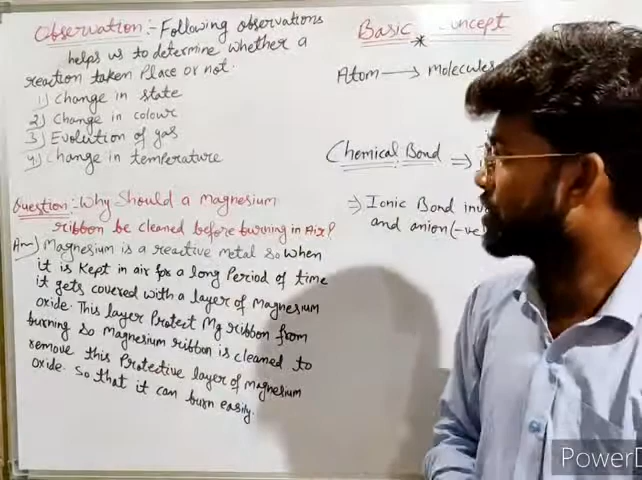 Observation:- Following observations
helps us to determine whether a
reaction taken Place or not.
1) Change in state
2) Change in colour
3) Evolution of gas
4) Change in temperature
Question:- Why Should a magnesium
ribbon be cleaned before burning in Air?
Ans) Magnesium is a reactive metal so when
it is Kept in air for a long Period of time
it gets covered with a layer of Magnesium
oxide. This layer Protect Mg ribbon from
burning so magnesium ribbon is cleaned to
remove this Protective layer of magnesium
oxide. So that it can burn easily.
Basic
Atom → Molecules
Chemical Bond ⇒
⇒ Ionic Bond
and anion (-ve
PowerD